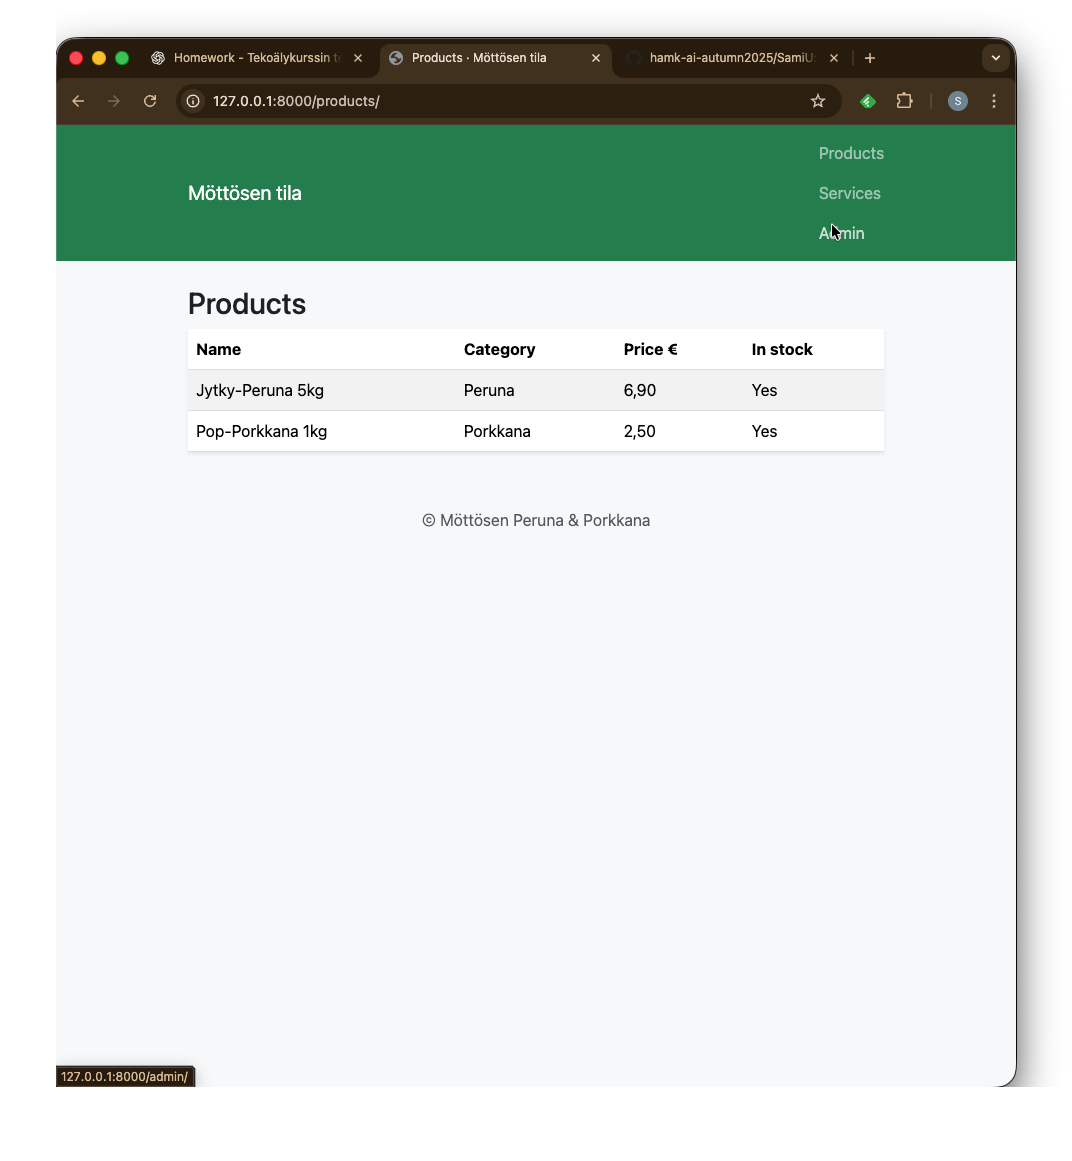 Homework - Tekoälykurssin t
Products · Möttösen tila
hamk-ai-autumn2025/SamiU
127.0.0.1:8000/products/
S
Products
Möttösen tila
Services
Admin
Products
Name Category Price € In stock
Jytky-Peruna 5kg Peruna 6,90 Yes
Pop-Porkkana 1kg Porkkana 2,50 Yes
© Möttösen Peruna & Porkkana
127.0.0.1:8000/admin/